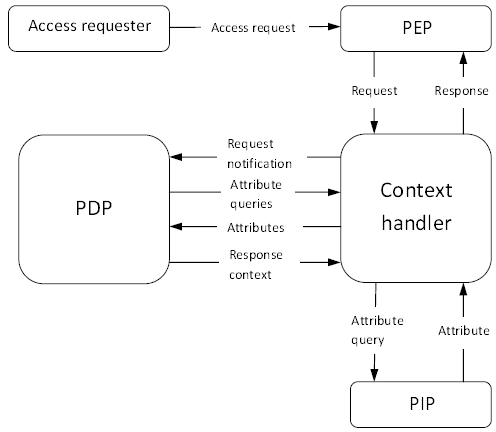 Access requester
Access request
PEP
Request
Response
Request
notification
Attribute
queries
Attributes
Response
context
PDP
Context
handler
Attribute
query
Attribute
PIP